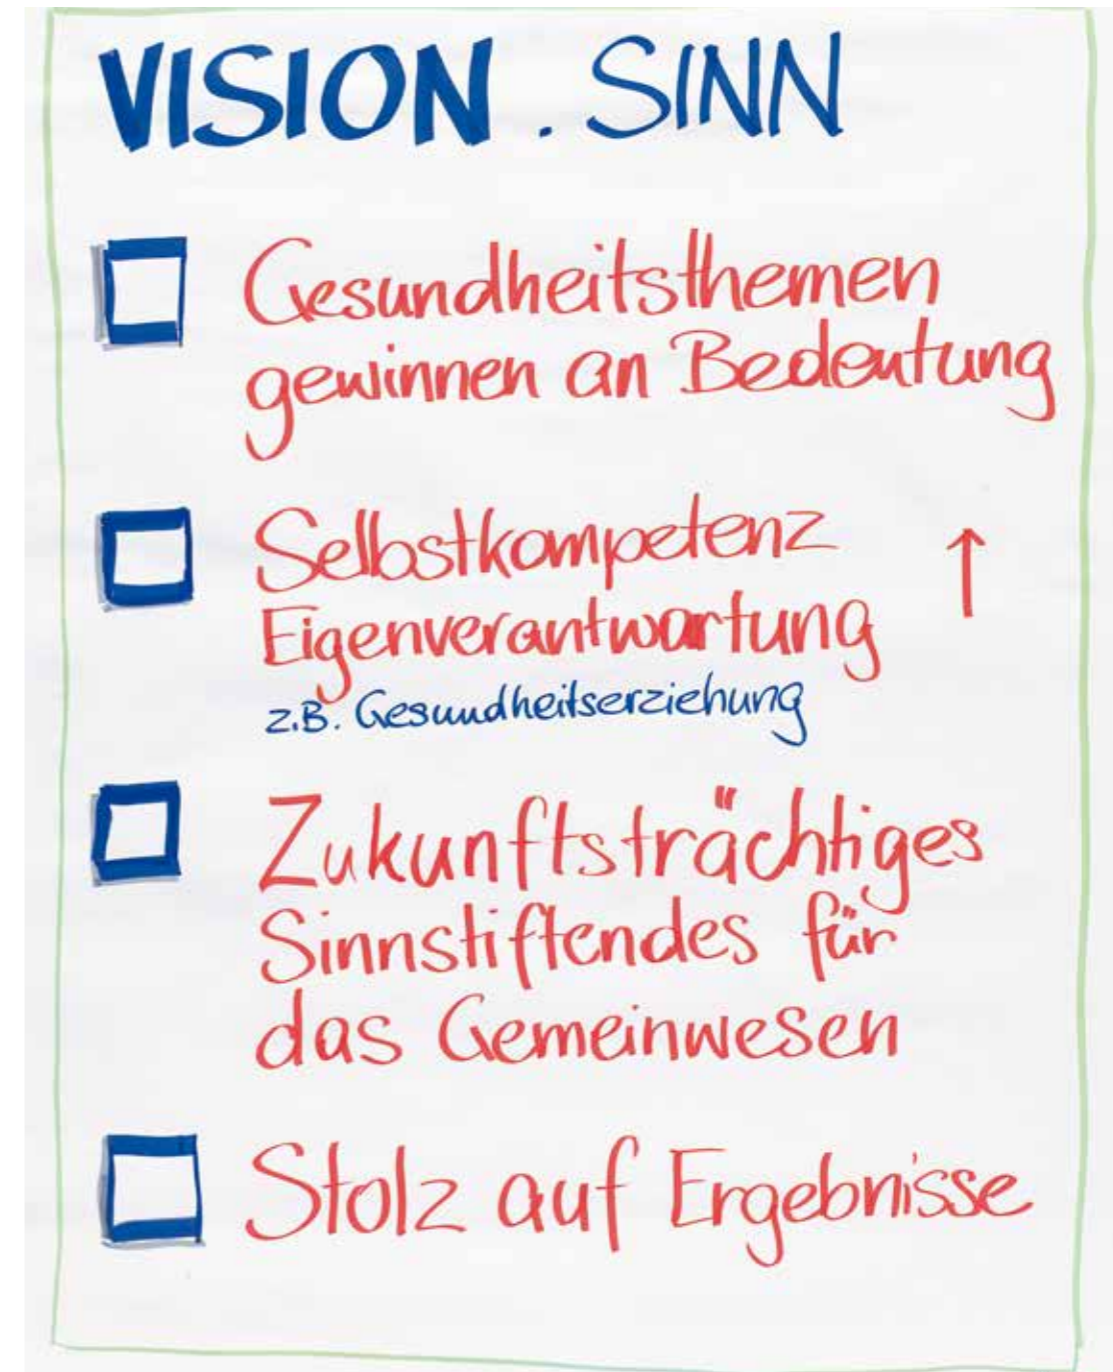 VISION. SINN
Gesundheitsthemen
gewinnen an Bedeutung
Selbstkompetenz ↑
Eigenverantwortung
z.B. Gesundheitserziehung
Zukunftsträchtiges
Sinnstiftendes für
das Gemeinwesen
Stolz auf Ergebnisse